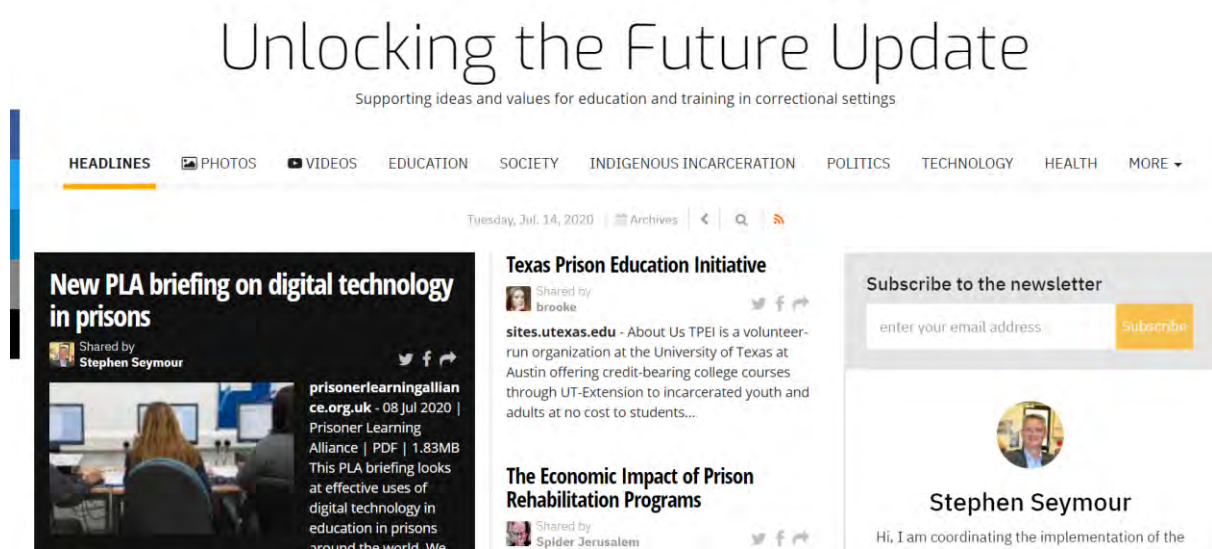 Unlocking the Future Update
Supporting ideas and values for education and training in correctional settings
HEADLINES PHOTOS VIDEOS EDUCATION SOCIETY INDIGENOUS INCARCERATION POLITICS TECHNOLOGY HEALTH MORE
Tuesday, Jul. 14, 2020 Archives
New PLA briefing on digital technology
in prisons
Shared by
Stephen Seymour
prisonerlearningallian
ce.org.uk - 08 Jul 2020 |
Prisoner Learning
Alliance | PDF | 1.83MB
This PLA briefing looks
at effective uses of
digital technology in
education in prisons
around the world. We
Texas Prison Education Initiative
Shared by
brooke
sites.utexas.edu - About Us TPEI is a volunteer-
run organization at the University of Texas at
Austin offering credit-bearing college courses
through UT-Extension to incarcerated youth and
adults at no cost to students...
The Economic Impact of Prison
Rehabilitation Programs
Shared by
Spider Jerusalem
Subscribe to the newsletter
enter your email address Subscribe
Stephen Seymour
Hi, I am coordinating the implementation of the